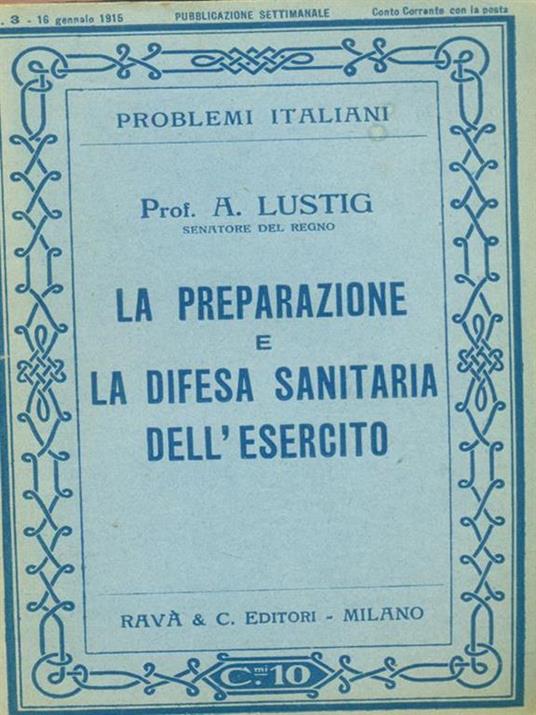 . 3 - 16 gennaio 1915 PUBBLICAZIONE SETTIMANALE Conto Corrente con la posta
PROBLEMI ITALIANI
Prof. A. LUSTIG
SENATORE DEL REGNO
LA PREPARAZIONE
E
LA DIFESA SANITARIA
DELL'ESERCITO
RAVÀ & C. EDITORI - MILANO
C.mi 10